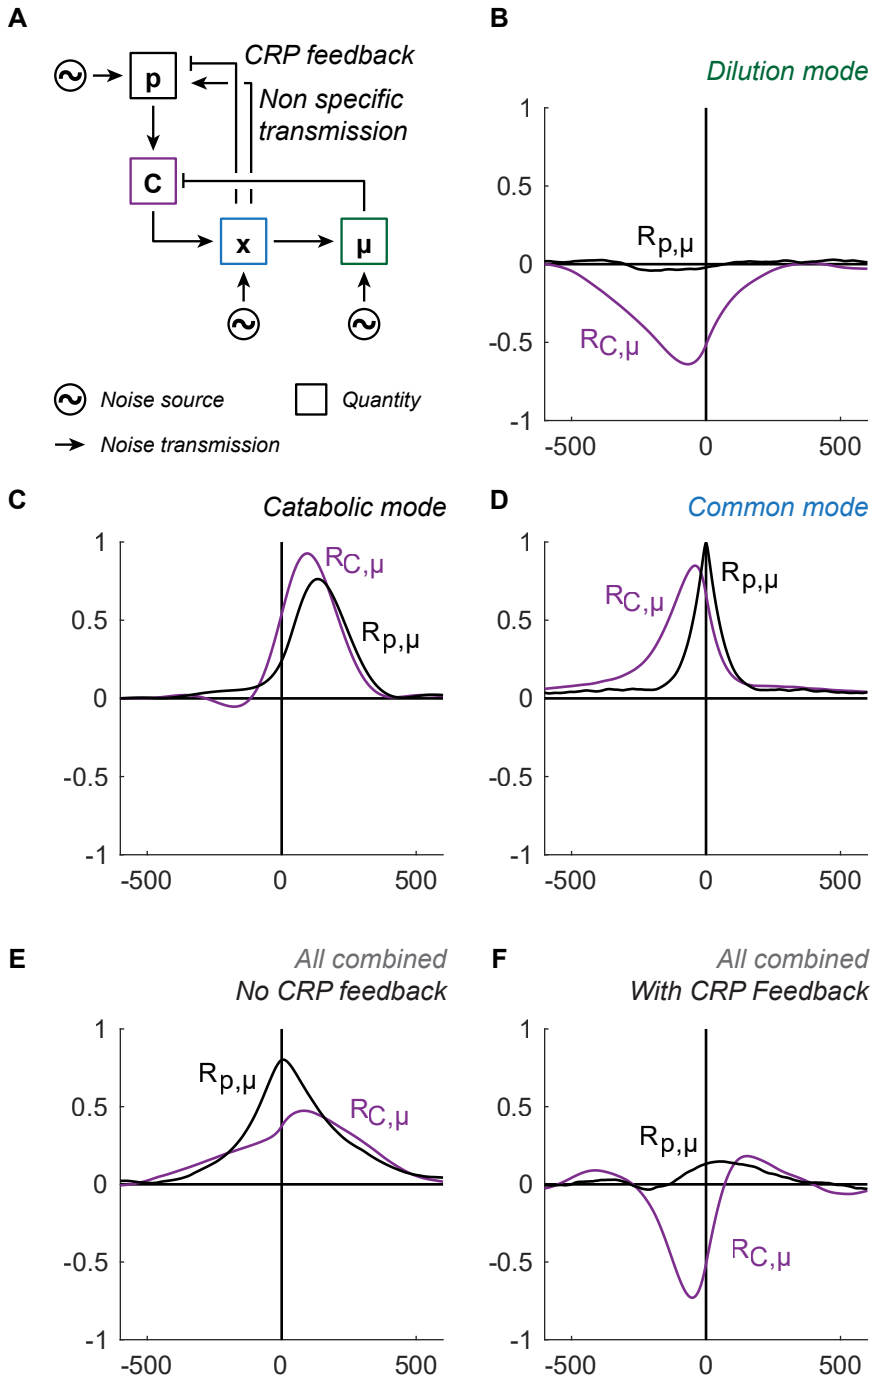 A
CRP feedback
Non specific
transmission
p
C
x
µ
Noise source
Quantity
Noise transmission
B
Dilution mode
1
0.5
0
-0.5
-1
Rp,µ
RC,µ
-500
0
500
C
Catabolic mode
1
0.5
0
-0.5
-1
RC,µ
Rp,µ
-500
0
500
D
Common mode
1
0.5
0
-0.5
-1
RC,µ
Rp,µ
-500
0
500
E
All combined
No CRP feedback
1
0.5
0
-0.5
-1
Rp,µ
RC,µ
-500
0
500
F
All combined
With CRP Feedback
1
0.5
0
-0.5
-1
Rp,µ
RC,µ
-500
0
500